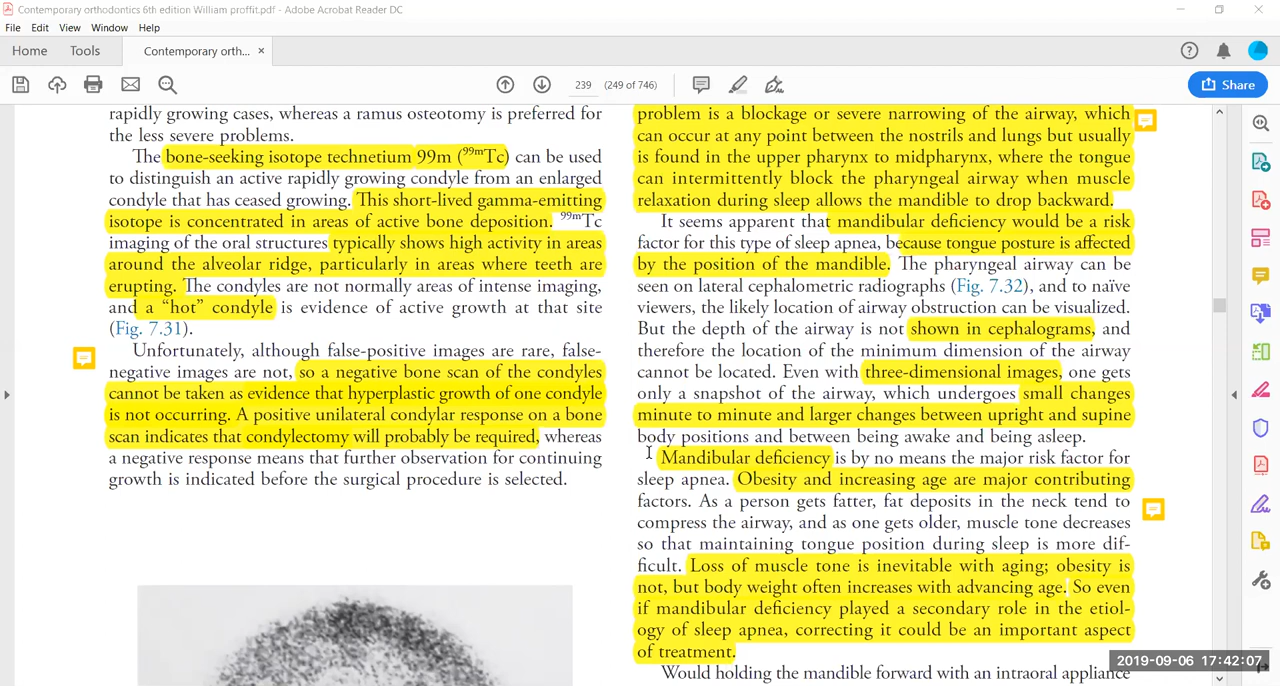 Contemporary orthodontics 6th edition William proffit.pdf - Adobe Acrobat Reader DC
File Edit View Window Help
Home Tools Contemporary orth... ×
239 (249 of 746)
Share
rapidly growing cases, whereas a ramus osteotomy is preferred for
the less severe problems.
The bone-seeking isotope technetium 99m (⁹⁹ᵐTc) can be used
to distinguish an active rapidly growing condyle from an enlarged
condyle that has ceased growing. This short-lived gamma-emitting
isotope is concentrated in areas of active bone deposition. ⁹⁹ᵐTc
imaging of the oral structures typically shows high activity in areas
around the alveolar ridge, particularly in areas where teeth are
erupting. The condyles are not normally areas of intense imaging,
and a “hot” condyle is evidence of active growth at that site
(Fig. 7.31).
Unfortunately, although false-positive images are rare, false-
negative images are not, so a negative bone scan of the condyles
cannot be taken as evidence that hyperplastic growth of one condyle
is not occurring. A positive unilateral condylar response on a bone
scan indicates that condylectomy will probably be required, whereas
a negative response means that further observation for continuing
growth is indicated before the surgical procedure is selected.
problem is a blockage or severe narrowing of the airway, which
can occur at any point between the nostrils and lungs but usually
is found in the upper pharynx to midpharynx, where the tongue
can intermittently block the pharyngeal airway when muscle
relaxation during sleep allows the mandible to drop backward.
It seems apparent that mandibular deficiency would be a risk
factor for this type of sleep apnea, because tongue posture is affected
by the position of the mandible. The pharyngeal airway can be
seen on lateral cephalometric radiographs (Fig. 7.32), and to naïve
viewers, the likely location of airway obstruction can be visualized.
But the depth of the airway is not shown in cephalograms, and
therefore the location of the minimum dimension of the airway
cannot be located. Even with three-dimensional images, one gets
only a snapshot of the airway, which undergoes small changes
minute to minute and larger changes between upright and supine
body positions and between being awake and being asleep.
Mandibular deficiency is by no means the major risk factor for
sleep apnea. Obesity and increasing age are major contributing
factors. As a person gets fatter, fat deposits in the neck tend to
compress the airway, and as one gets older, muscle tone decreases
so that maintaining tongue position during sleep is more dif-
ficult. Loss of muscle tone is inevitable with aging; obesity is
not, but body weight often increases with advancing age. So even
if mandibular deficiency played a secondary role in the etiol-
ogy of sleep apnea, correcting it could be an important aspect
of treatment.
Would holding the mandible forward with an intraoral appliance
2019-09-06 17:42:07